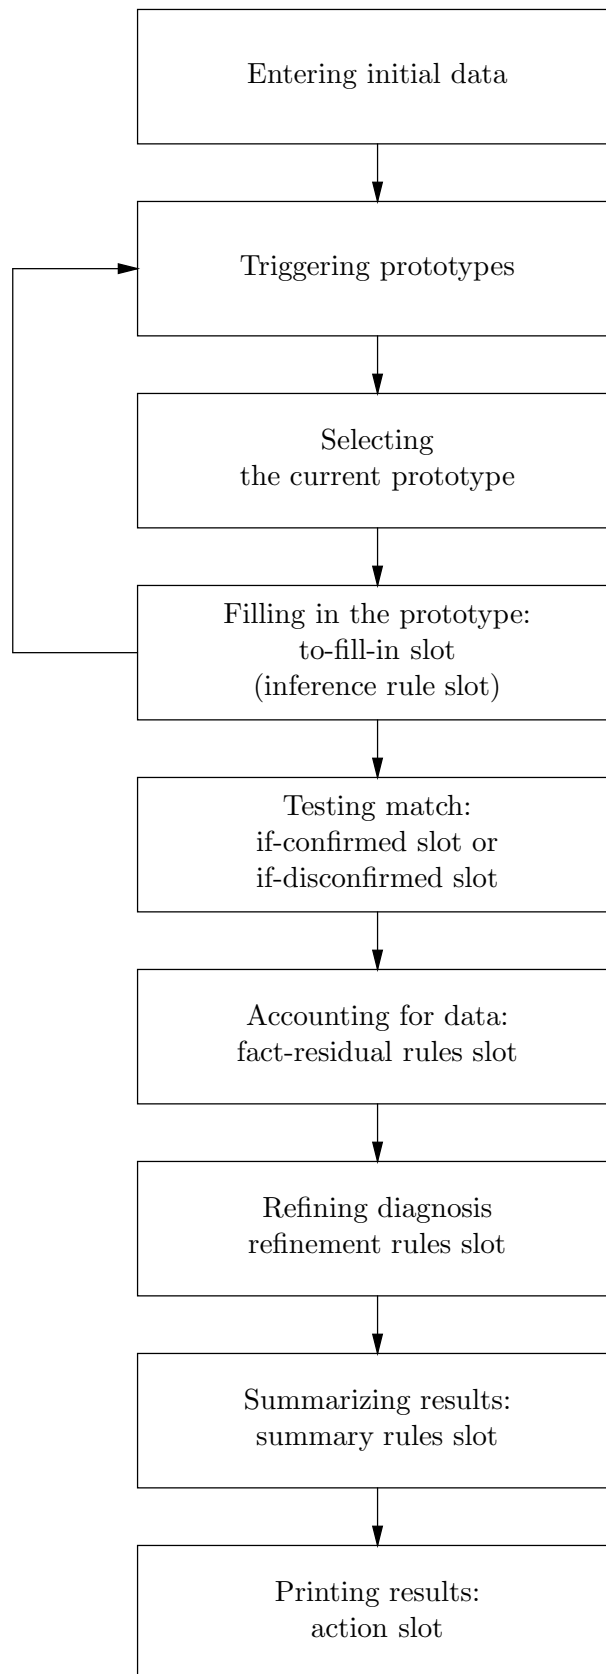 Entering initial data
Triggering prototypes
Selecting
the current prototype
Filling in the prototype:
to-fill-in slot
(inference rule slot)
Testing match:
if-confirmed slot or
if-disconfirmed slot
Accounting for data:
fact-residual rules slot
Refining diagnosis
refinement rules slot
Summarizing results:
summary rules slot
Printing results:
action slot